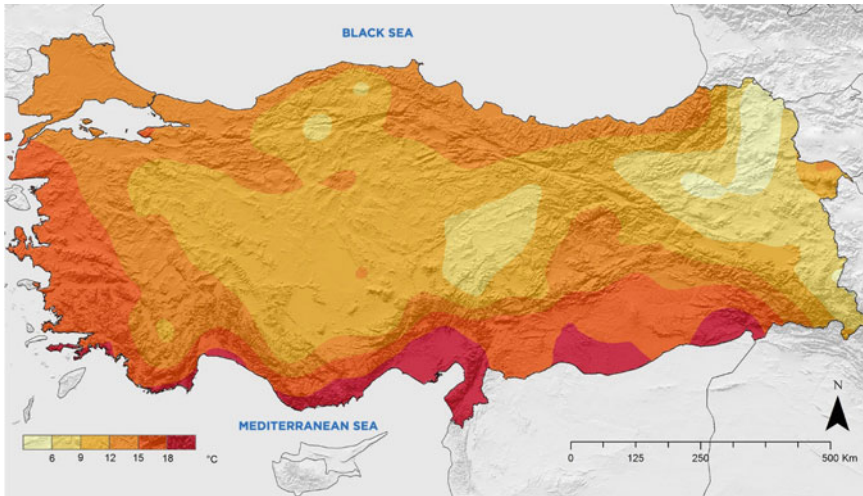 BLACK SEA
MEDITERRANEAN SEA
N
6 9 12 15 18 °C
0 125 250 500 Km